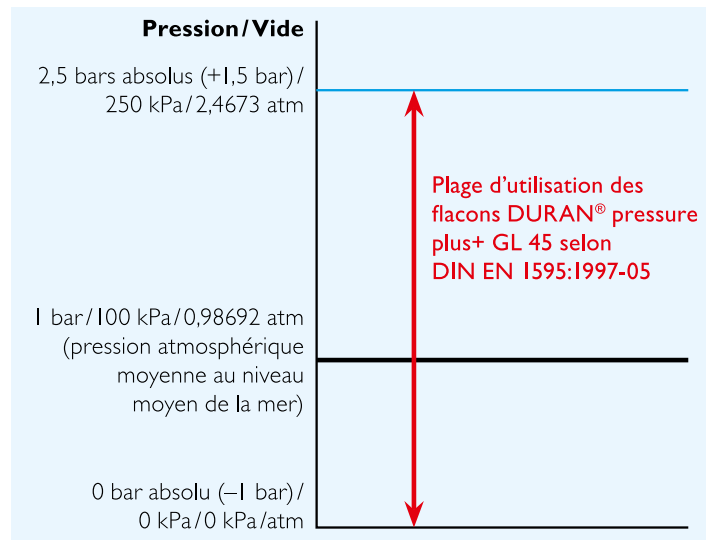 Pression/Vide
2,5 bars absolus (+1,5 bar)/
250 kPa/2,4673 atm
Plage d'utilisation des
flacons DURAN® pressure
plus+ GL 45 selon
DIN EN 1595:1997-05
1 bar/100 kPa/0,98692 atm
(pression atmosphérique
moyenne au niveau
moyen de la mer)
0 bar absolu (–1 bar)/
0 kPa/0 kPa/atm